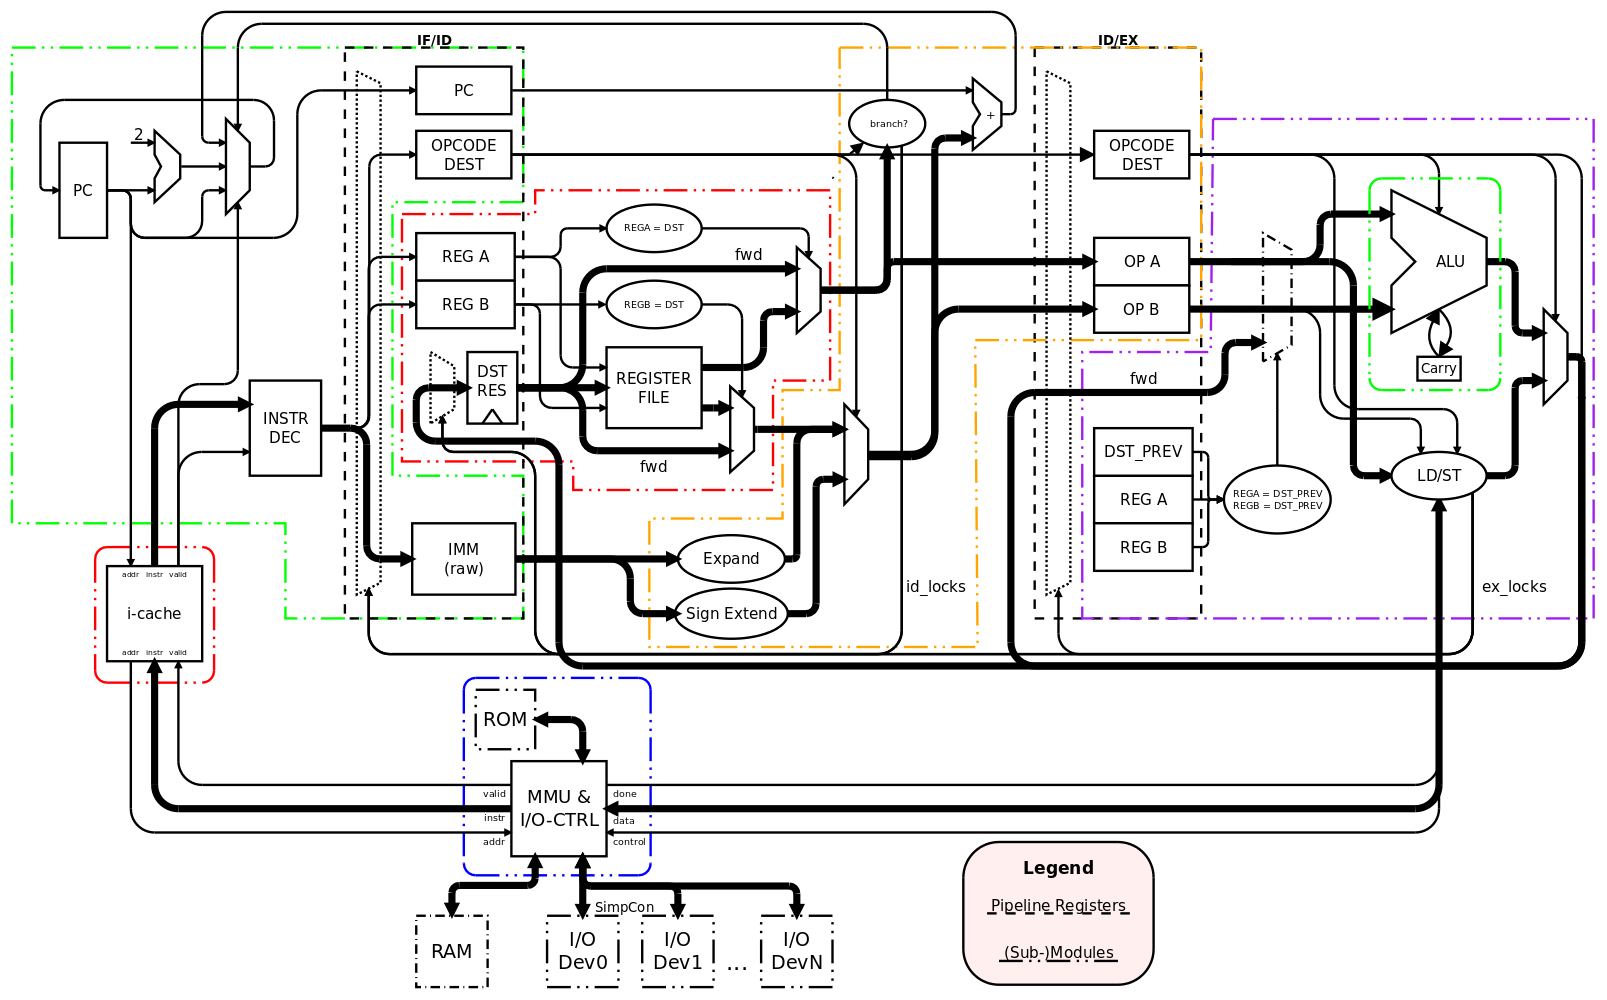 IF/ID
ID/EX
PC
branch?
+
2
OPCODE
DEST
OPCODE
DEST
PC
REGA = DST
REG A
fwd
OP A
ALU
REG B
REGB = DST
OP B
DST
RES
REGISTER
FILE
fwd
Carry
INSTR
DEC
fwd
DST_PREV
LD/ST
REG A
REGA = DST_PREV
REGB = DST_PREV
IMM
(raw)
Expand
REG B
addr instr valid
i-cache
addr instr valid
Sign Extend
id_locks
ex_locks
ROM
valid
instr
addr
MMU &
I/O-CTRL
done
data
control
Legend
Pipeline Registers
(Sub-)Modules
SimpCon
RAM
I/O
Dev0
I/O
Dev1
...
I/O
DevN